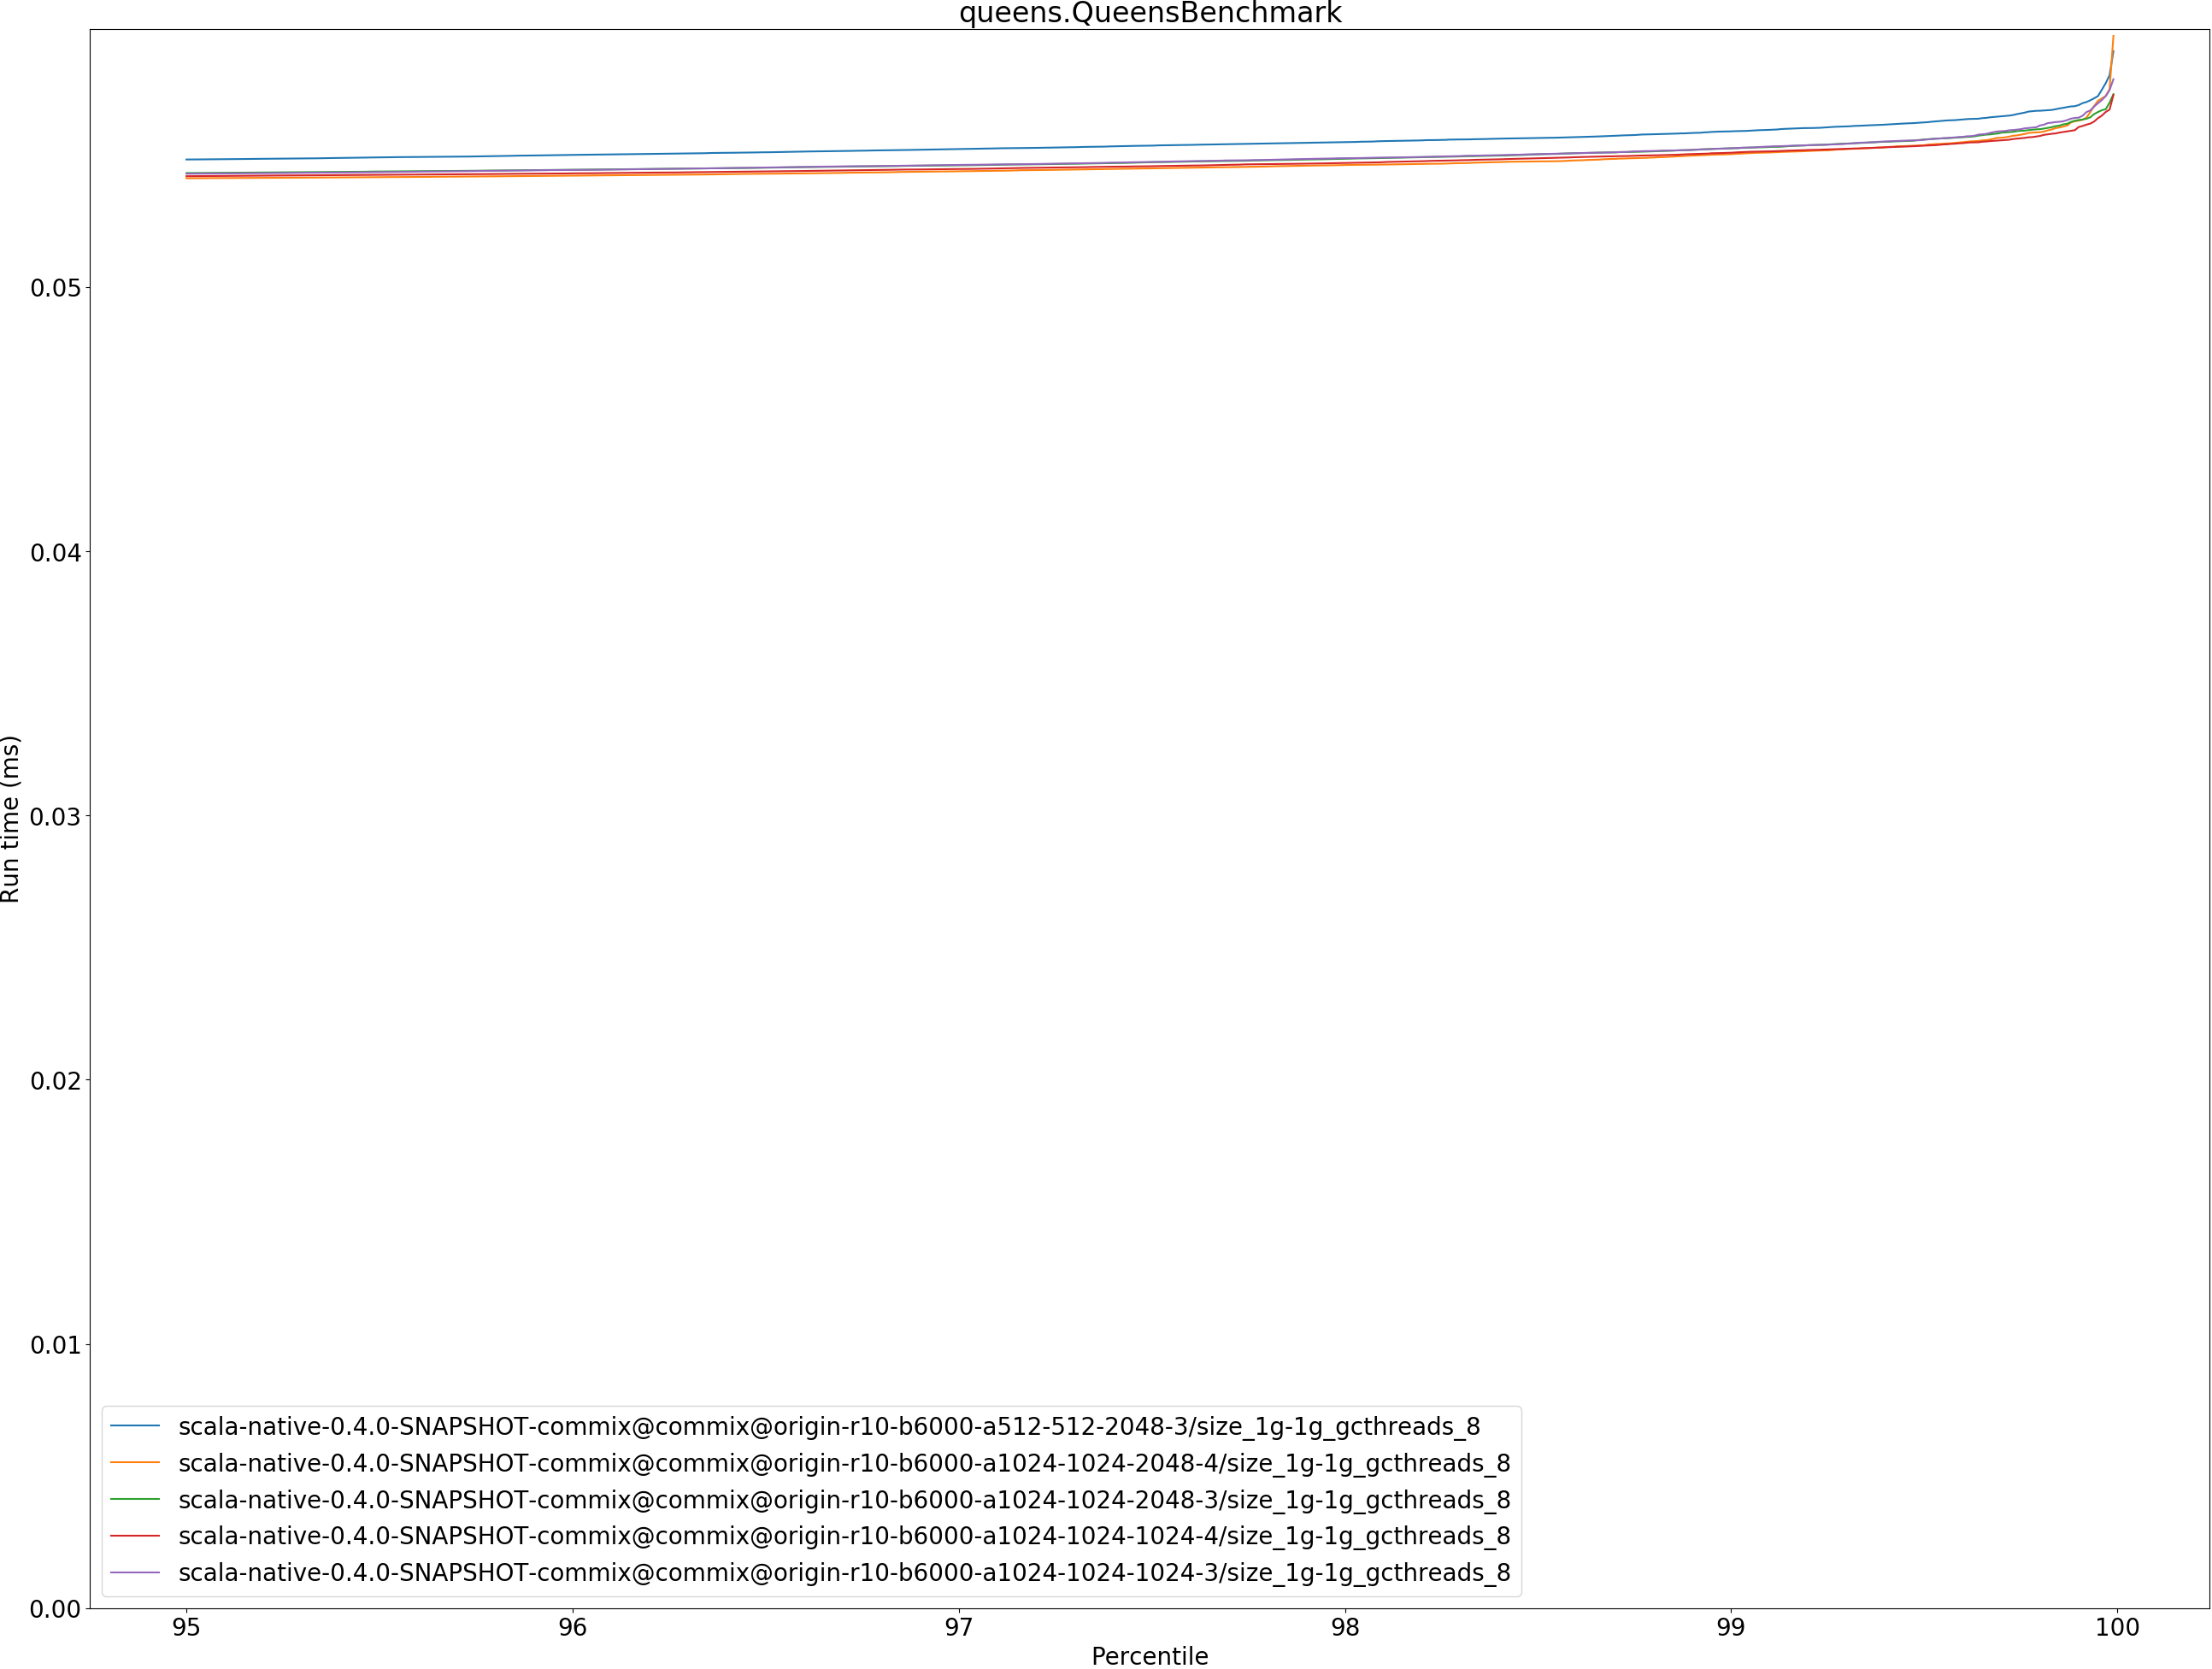 queens.QueensBenchmark
Run time (ms)
0.05
0.04
0.03
0.02
0.01
0.00
scala-native-0.4.0-SNAPSHOT-commix@commix@origin-r10-b6000-a512-512-2048-3/size_1g-1g_gcthreads_8
scala-native-0.4.0-SNAPSHOT-commix@commix@origin-r10-b6000-a1024-1024-2048-4/size_1g-1g_gcthreads_8
scala-native-0.4.0-SNAPSHOT-commix@commix@origin-r10-b6000-a1024-1024-2048-3/size_1g-1g_gcthreads_8
scala-native-0.4.0-SNAPSHOT-commix@commix@origin-r10-b6000-a1024-1024-1024-4/size_1g-1g_gcthreads_8
scala-native-0.4.0-SNAPSHOT-commix@commix@origin-r10-b6000-a1024-1024-1024-3/size_1g-1g_gcthreads_8
95 96 97 98 99 100
Percentile